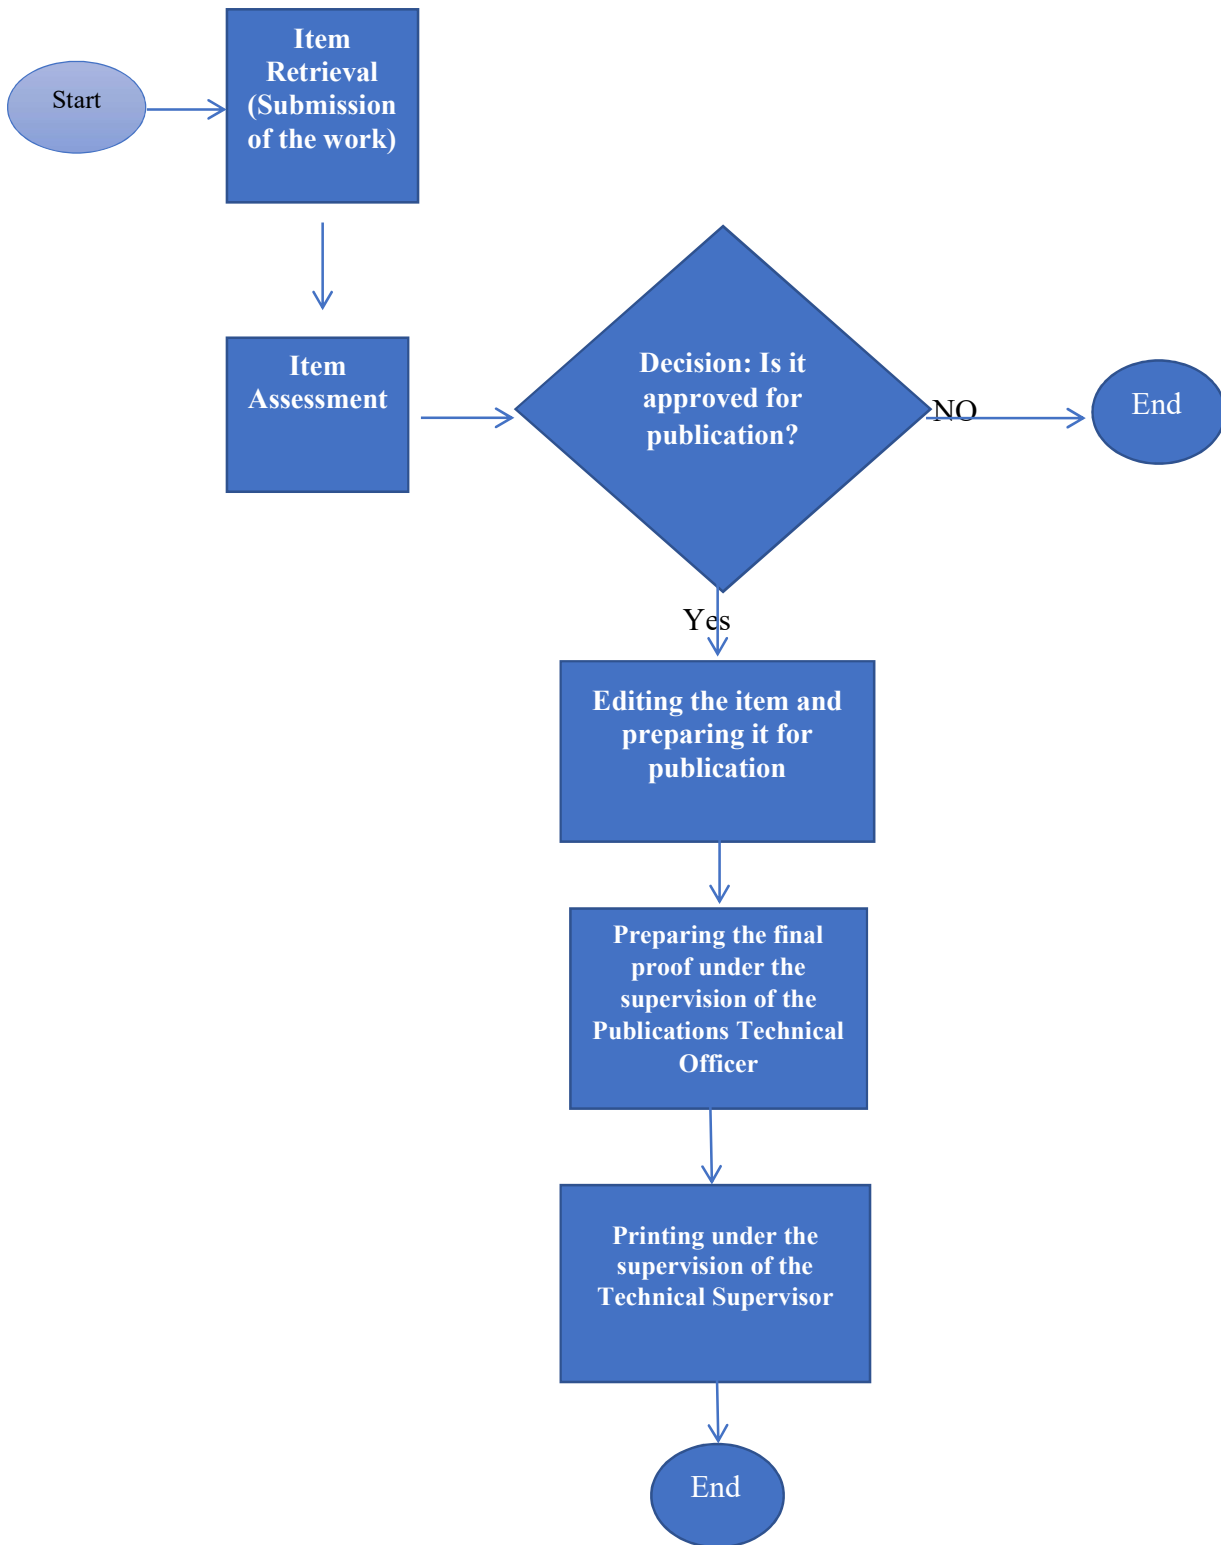 Start
Item
Retrieval
(Submission
of the work)
Item
Assessment
Decision: Is it
approved for
publication?
NO
End
Yes
Editing the item and
preparing it for
publication
Preparing the final
proof under the
supervision of the
Publications Technical
Officer
Printing under the
supervision of the
Technical Supervisor
End